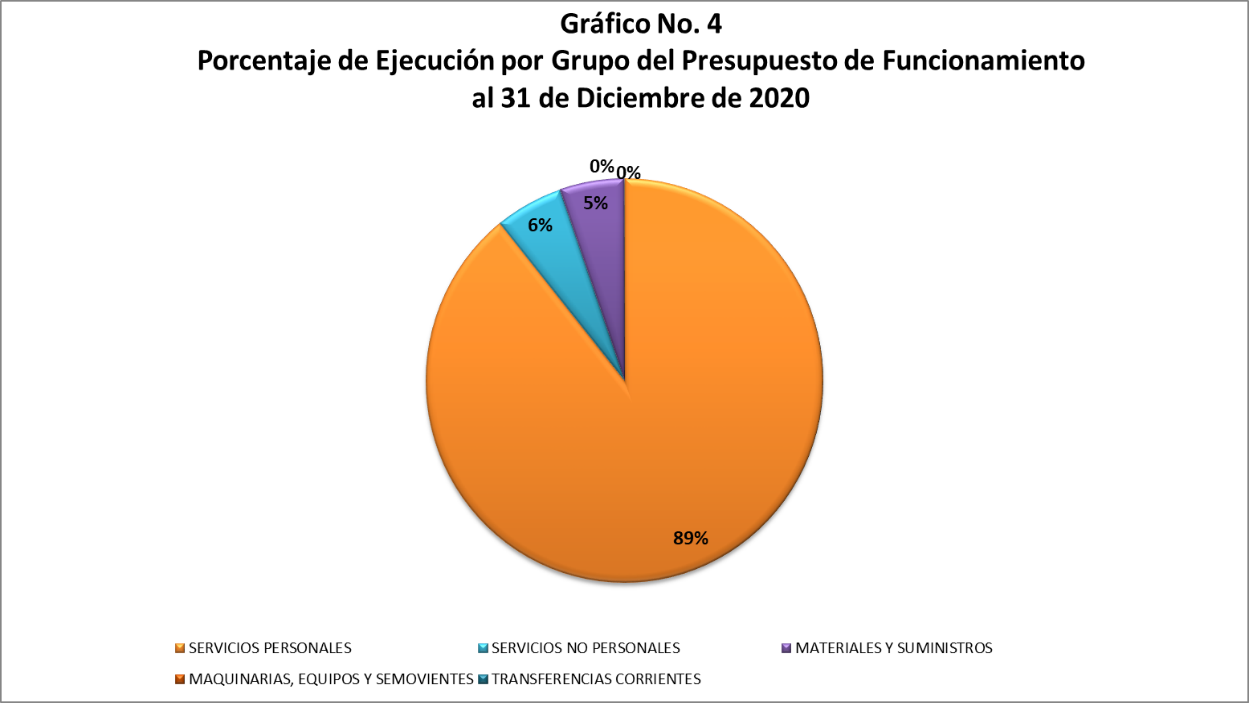 Gráfico No. 4
Porcentaje de Ejecución por Grupo del Presupuesto de Funcionamiento
al 31 de Diciembre de 2020
0% 0%
5%
6%
89%
SERVICIOS PERSONALES SERVICIOS NO PERSONALES MATERIALES Y SUMINISTROS
MAQUINARIAS, EQUIPOS Y SEMOVIENTES TRANSFERENCIAS CORRIENTES